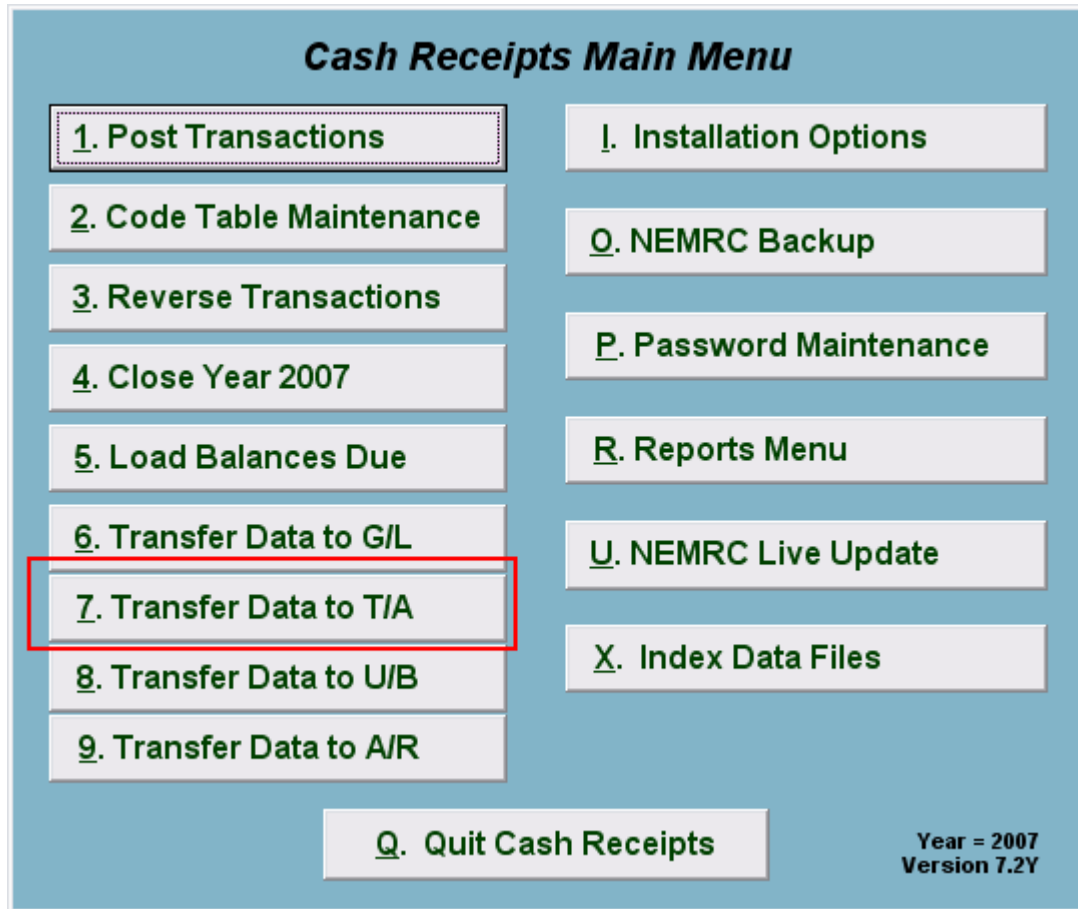 Cash Receipts Main Menu
1. Post Transactions
2. Code Table Maintenance
3. Reverse Transactions
4. Close Year 2007
5. Load Balances Due
6. Transfer Data to G/L
7. Transfer Data to T/A
8. Transfer Data to U/B
9. Transfer Data to A/R
I. Installation Options
O. NEMRC Backup
P. Password Maintenance
R. Reports Menu
U. NEMRC Live Update
X. Index Data Files
Q. Quit Cash Receipts
Year = 2007
Version 7.2Y